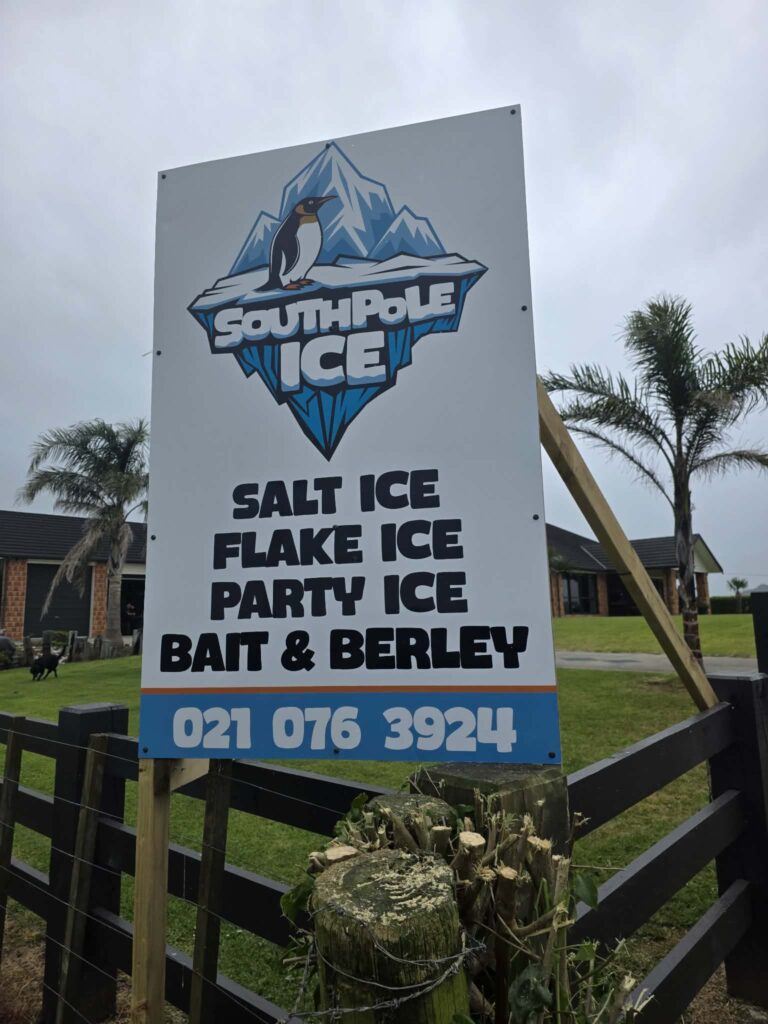 SOUTHPOLE
ICE
SALT ICE
FLAKE ICE
PARTY ICE
BAIT & BERLEY
021 076 3924